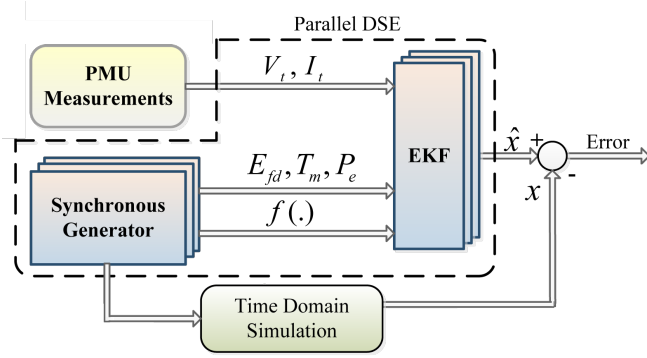 Parallel DSE
PMU
Measurements
V_t, I_t
EKF
x̂ +
Error
-
x
E_fd, T_m, P_e
f(.)
Synchronous
Generator
Time Domain
Simulation